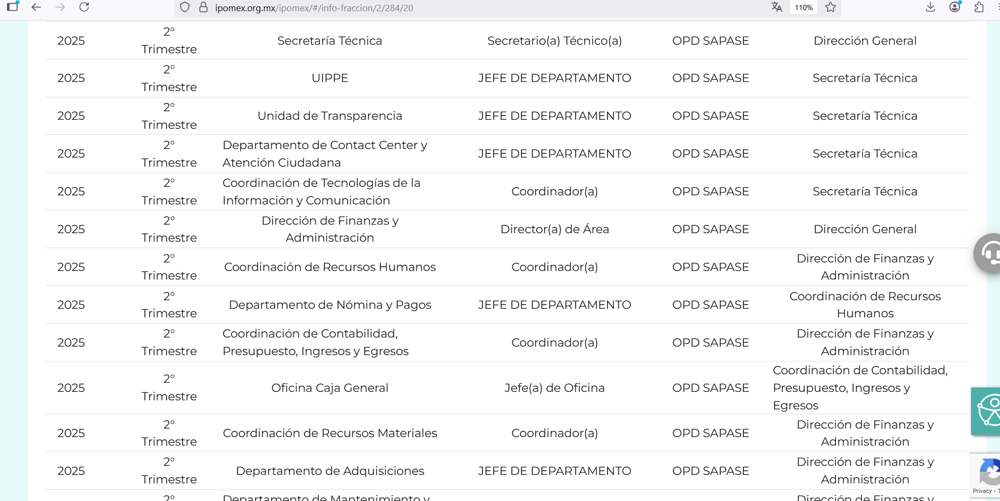 ipomex.org.mx/ipomex/#/info-fraccion/2/284/20
110%
2025
2°
Trimestre
Secretaría Técnica
Secretario(a) Técnico(a)
OPD SAPASE
Dirección General
2025
2°
Trimestre
UIPPE
JEFE DE DEPARTAMENTO
OPD SAPASE
Secretaría Técnica
2025
2°
Trimestre
Unidad de Transparencia
JEFE DE DEPARTAMENTO
OPD SAPASE
Secretaría Técnica
2025
2°
Trimestre
Departamento de Contact Center y
Atención Ciudadana
JEFE DE DEPARTAMENTO
OPD SAPASE
Secretaría Técnica
2025
2°
Trimestre
Coordinación de Tecnologías de la
Información y Comunicación
Coordinador(a)
OPD SAPASE
Secretaría Técnica
2025
2°
Trimestre
Dirección de Finanzas y
Administración
Director(a) de Área
OPD SAPASE
Dirección General
2025
2°
Trimestre
Coordinación de Recursos Humanos
Coordinador(a)
OPD SAPASE
Dirección de Finanzas y
Administración
2025
2°
Trimestre
Departamento de Nómina y Pagos
JEFE DE DEPARTAMENTO
OPD SAPASE
Coordinación de Recursos
Humanos
2025
2°
Trimestre
Coordinación de Contabilidad,
Presupuesto, Ingresos y Egresos
Coordinador(a)
OPD SAPASE
Dirección de Finanzas y
Administración
2025
2°
Trimestre
Oficina Caja General
Jefe(a) de Oficina
OPD SAPASE
Coordinación de Contabilidad,
Presupuesto, Ingresos y
Egresos
2025
2°
Trimestre
Coordinación de Recursos Materiales
Coordinador(a)
OPD SAPASE
Dirección de Finanzas y
Administración
2025
2°
Trimestre
Departamento de Adquisiciones
JEFE DE DEPARTAMENTO
OPD SAPASE
Dirección de Finanzas y
Administración
2°
Departamento de Mantenimiento y
Dirección de Finanzas y
Privacy -